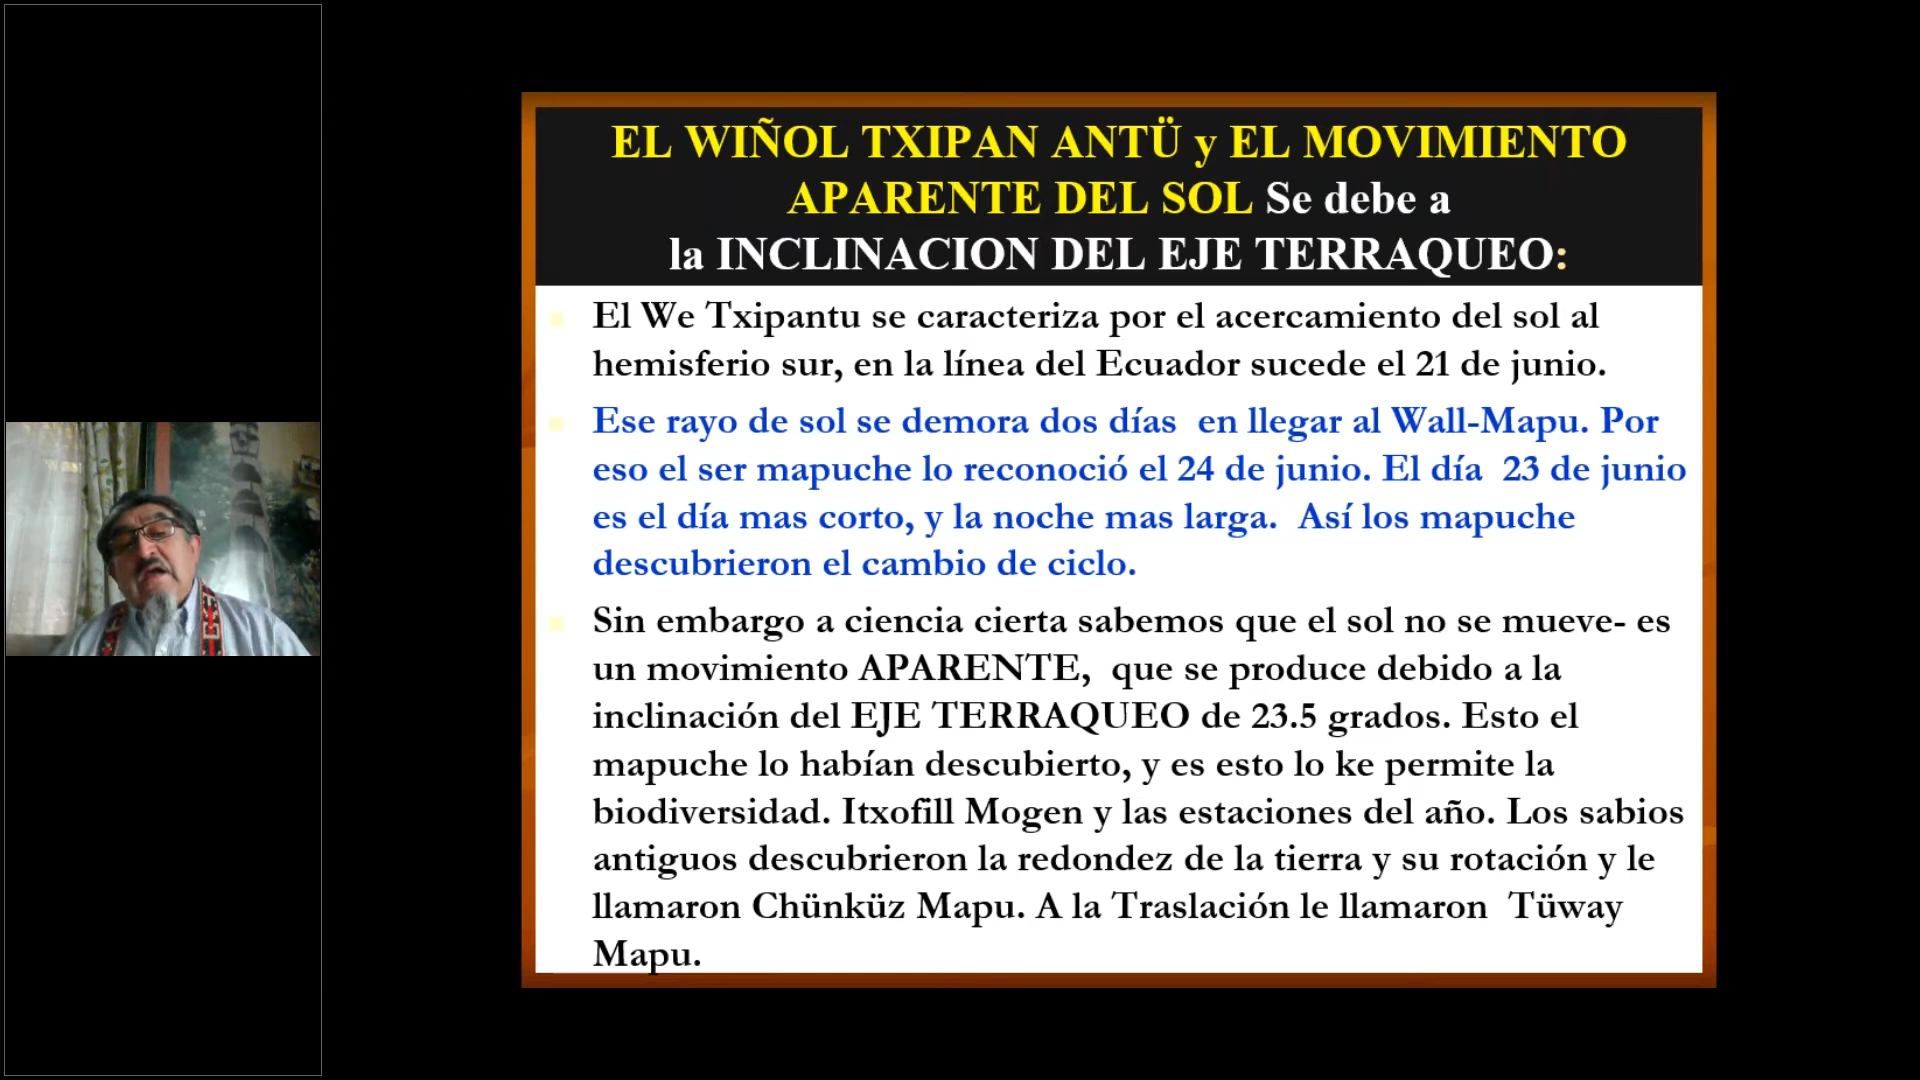 EL WIÑOL TXIPAN ANTÜ y EL MOVIMIENTO
APARENTE DEL SOL Se debe a
la INCLINACION DEL EJE TERRAQUEO:
El We Txipantu se caracteriza por el acercamiento del sol al
hemisferio sur, en la línea del Ecuador sucede el 21 de junio.
Ese rayo de sol se demora dos días en llegar al Wall-Mapu. Por
eso el ser mapuche lo reconoció el 24 de junio. El día 23 de junio
es el día mas corto, y la noche mas larga. Así los mapuche
descubrieron el cambio de ciclo.
Sin embargo a ciencia cierta sabemos que el sol no se mueve- es
un movimiento APARENTE, que se produce debido a la
inclinación del EJE TERRAQUEO de 23.5 grados. Esto el
mapuche lo habían descubierto, y es esto lo ke permite la
biodiversidad. Itxofill Mogen y las estaciones del año. Los sabios
antiguos descubrieron la redondez de la tierra y su rotación y le
llamaron Chünküz Mapu. A la Traslación le llamaron Tüway
Mapu.